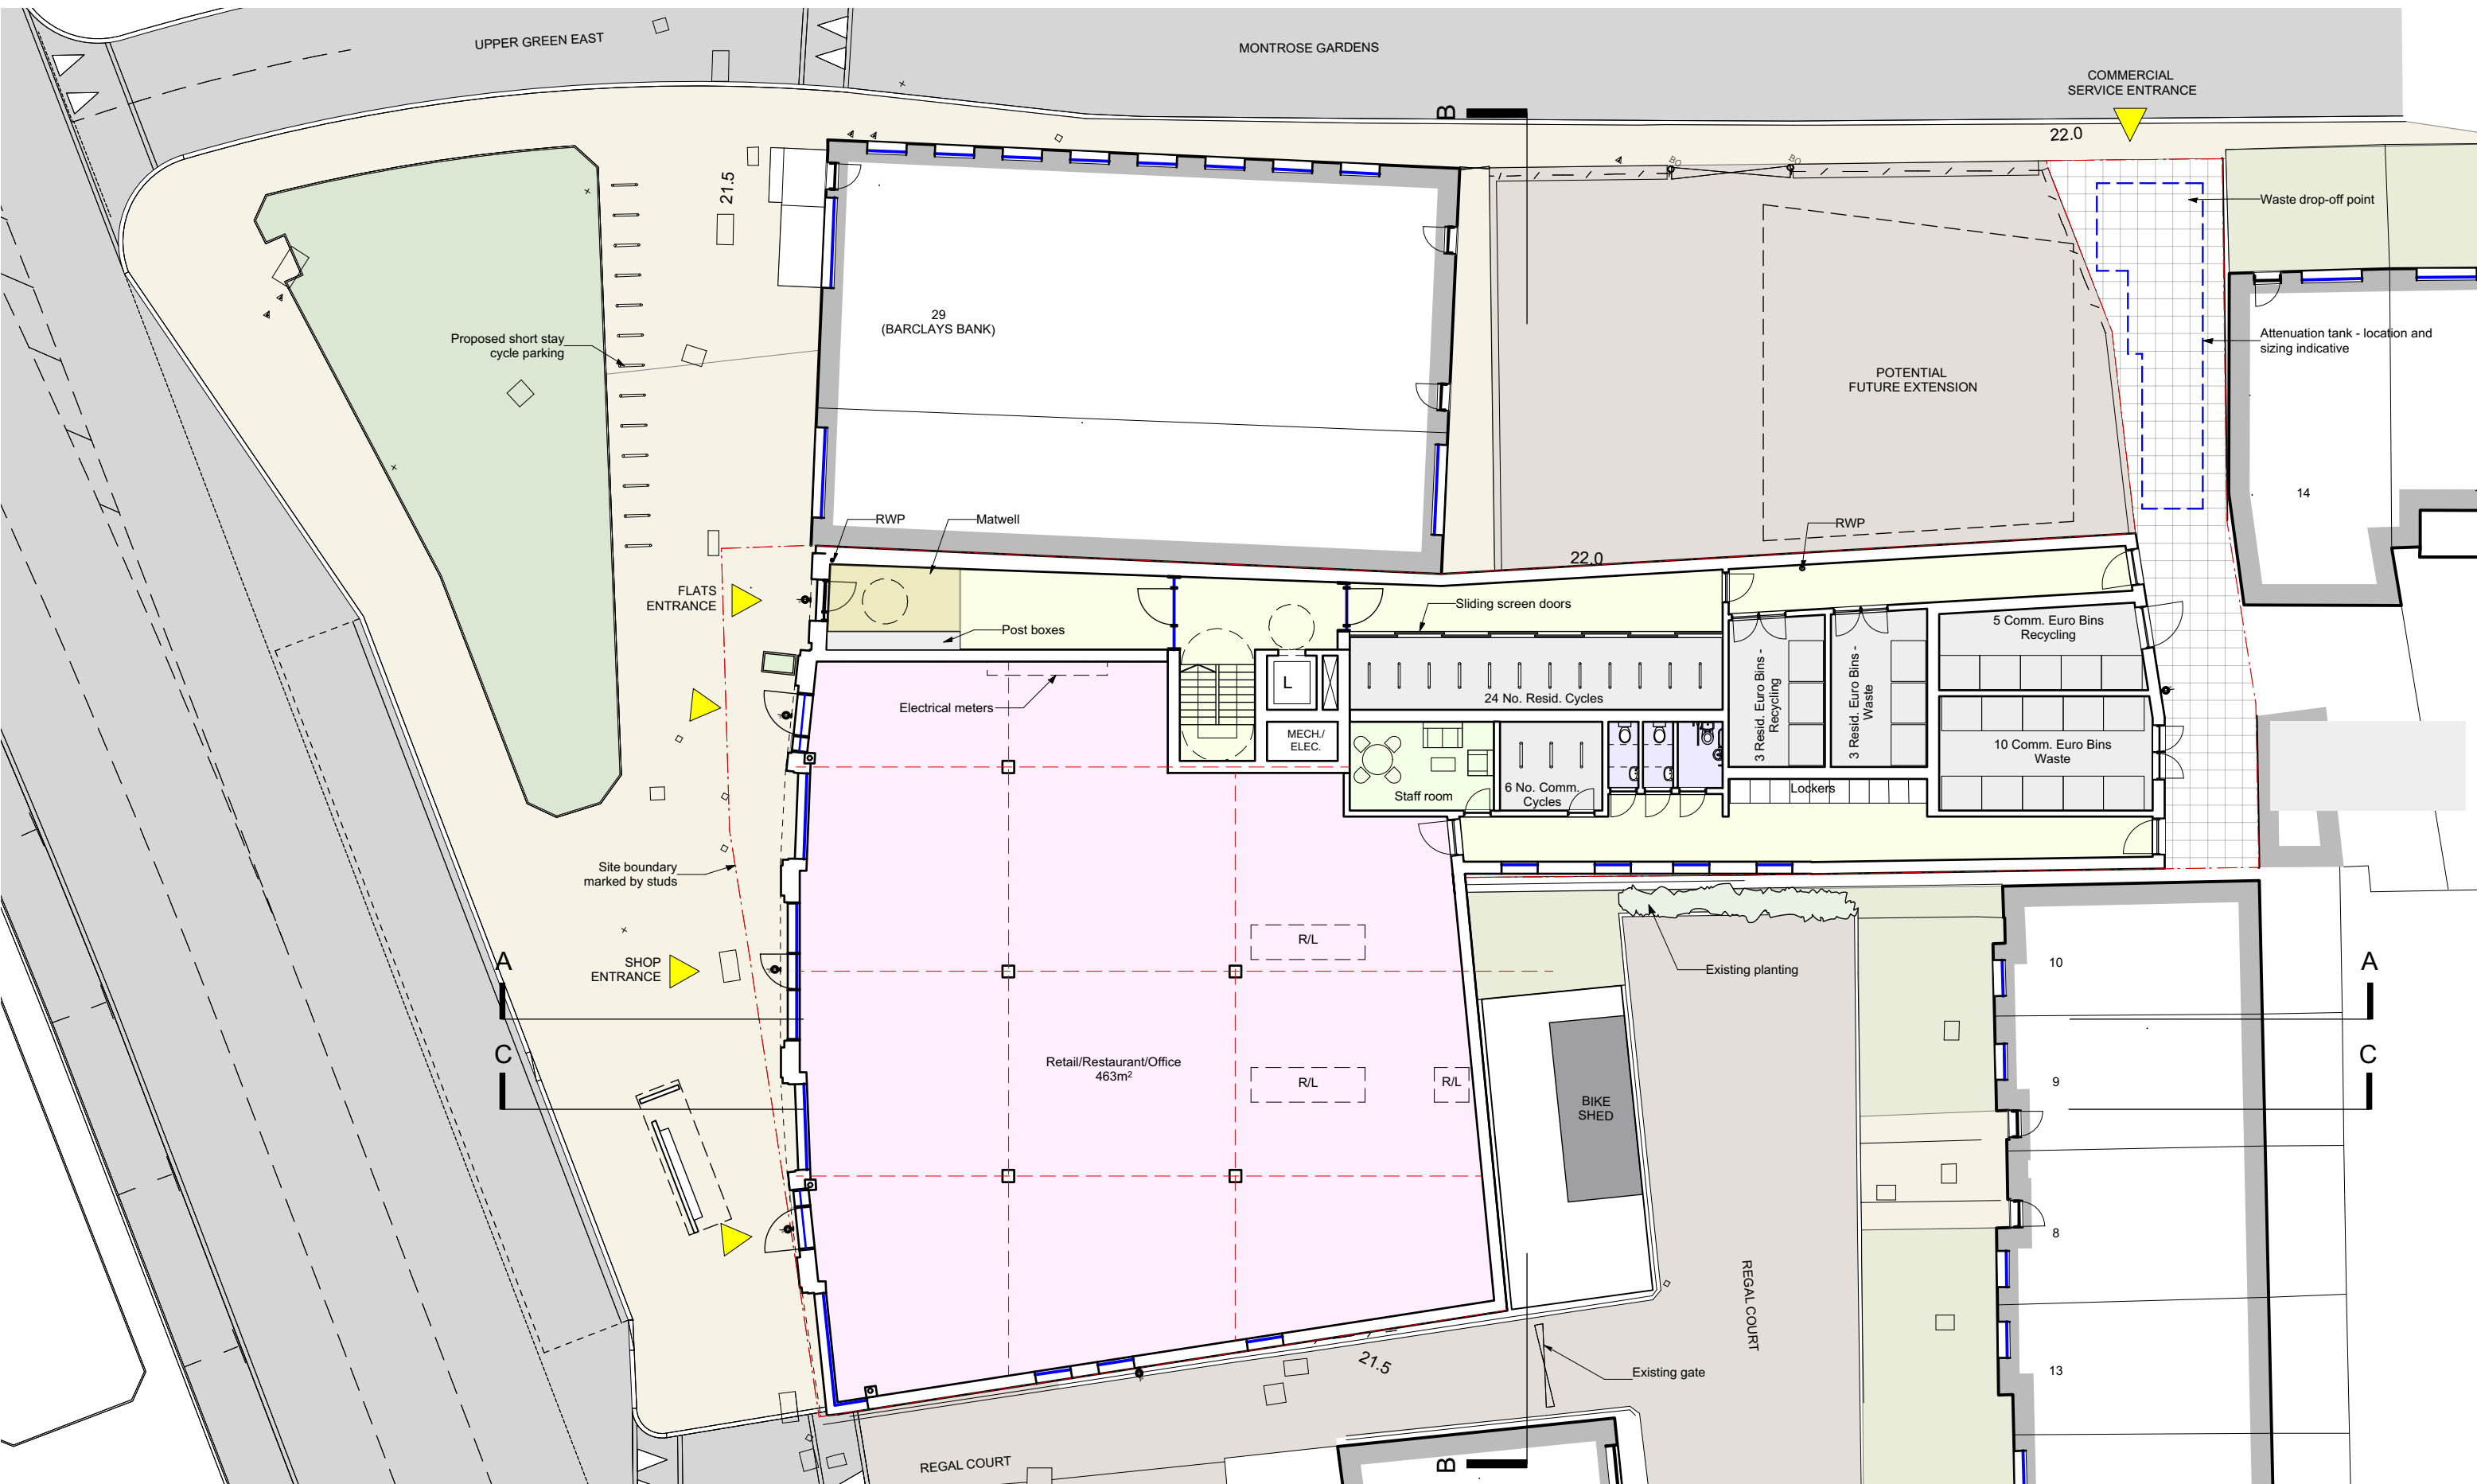 UPPER GREEN EAST
MONTROSE GARDENS
COMMERCIAL
SERVICE ENTRANCE
B
22.0
BO
BO
21.5
Waste drop-off point
29
(BARCLAYS BANK)
Proposed short stay
cycle parking
Attenuation tank - location and
sizing indicative
POTENTIAL
FUTURE EXTENSION
14
RWP
Matwell
RWP
22.0
FLATS
ENTRANCE
Sliding screen doors
Post boxes
5 Comm. Euro Bins
Recycling
3 Resid. Euro Bins -
Recycling
3 Resid. Euro Bins -
Waste
L
24 No. Resid. Cycles
Electrical meters
MECH./
ELEC.
10 Comm. Euro Bins
Waste
Staff room
6 No. Comm.
Cycles
Lockers
Site boundary
marked by studs
R/L
SHOP
ENTRANCE
A
Existing planting
10
A
C
Retail/Restaurant/Office
463m²
R/L
R/L
BIKE
SHED
9
C
8
REGAL COURT
21.5
Existing gate
13
REGAL COURT
B